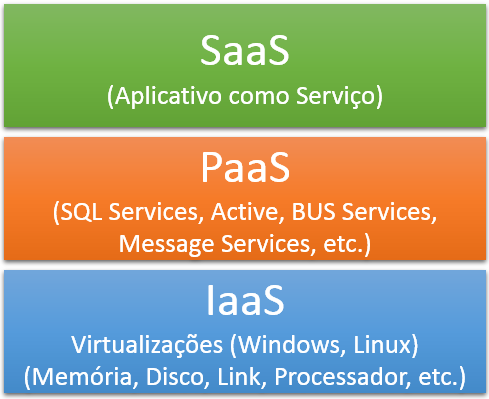 SaaS
(Aplicativo como Serviço)
PaaS
(SQL Services, Active, BUS Services,
Message Services, etc.)
IaaS
Virtualizações (Windows, Linux)
(Memória, Disco, Link, Processador, etc.)